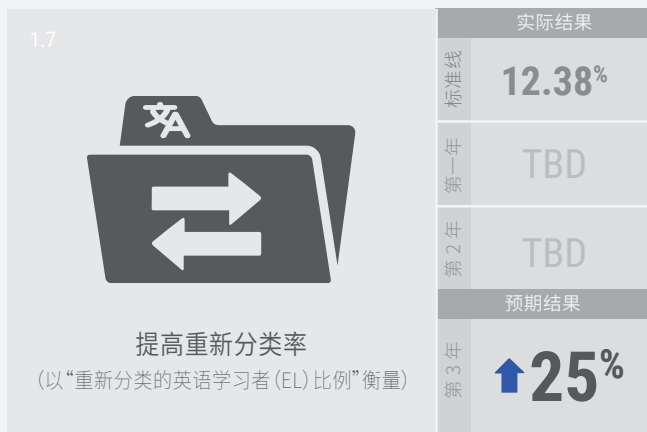 1.7
文A
提高重新分类率
（以“重新分类的英语学习者（EL）比例”衡量）
实际结果
标准线
12.38%
第一年
TBD
第 2 年
TBD
预期结果
第 3 年
25%